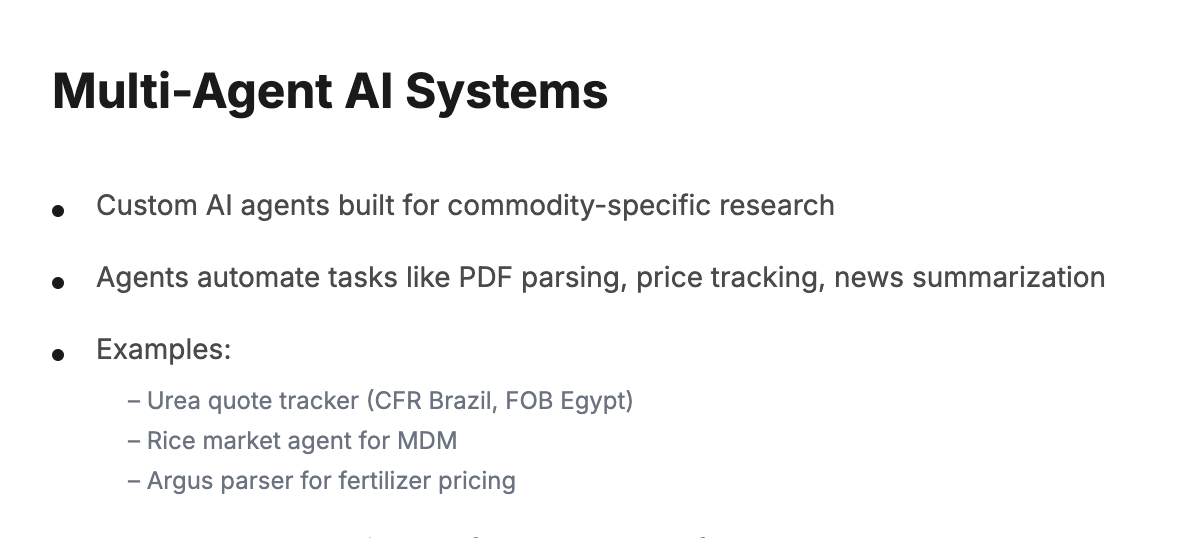 Multi-Agent AI Systems
• Custom AI agents built for commodity-specific research
• Agents automate tasks like PDF parsing, price tracking, news summarization
• Examples:
– Urea quote tracker (CFR Brazil, FOB Egypt)
– Rice market agent for MDM
– Argus parser for fertilizer pricing